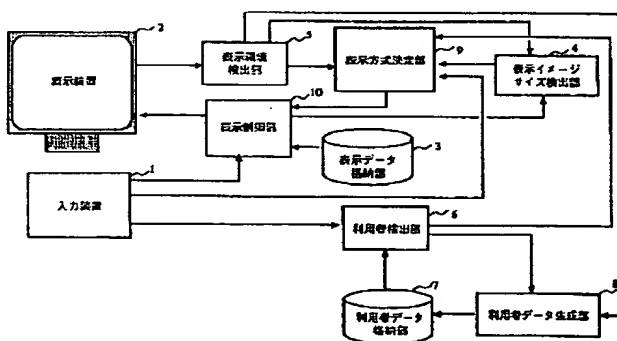 2
表示装置
5
表示環境
検出部
表示方式決定部
9
4
表示イメージ
サイズ検出部
10
表示制御部
表示データ
格納部
3
1
入力装置
6
利用者検出部
7
利用者データ
格納部
8
利用者データ生成部